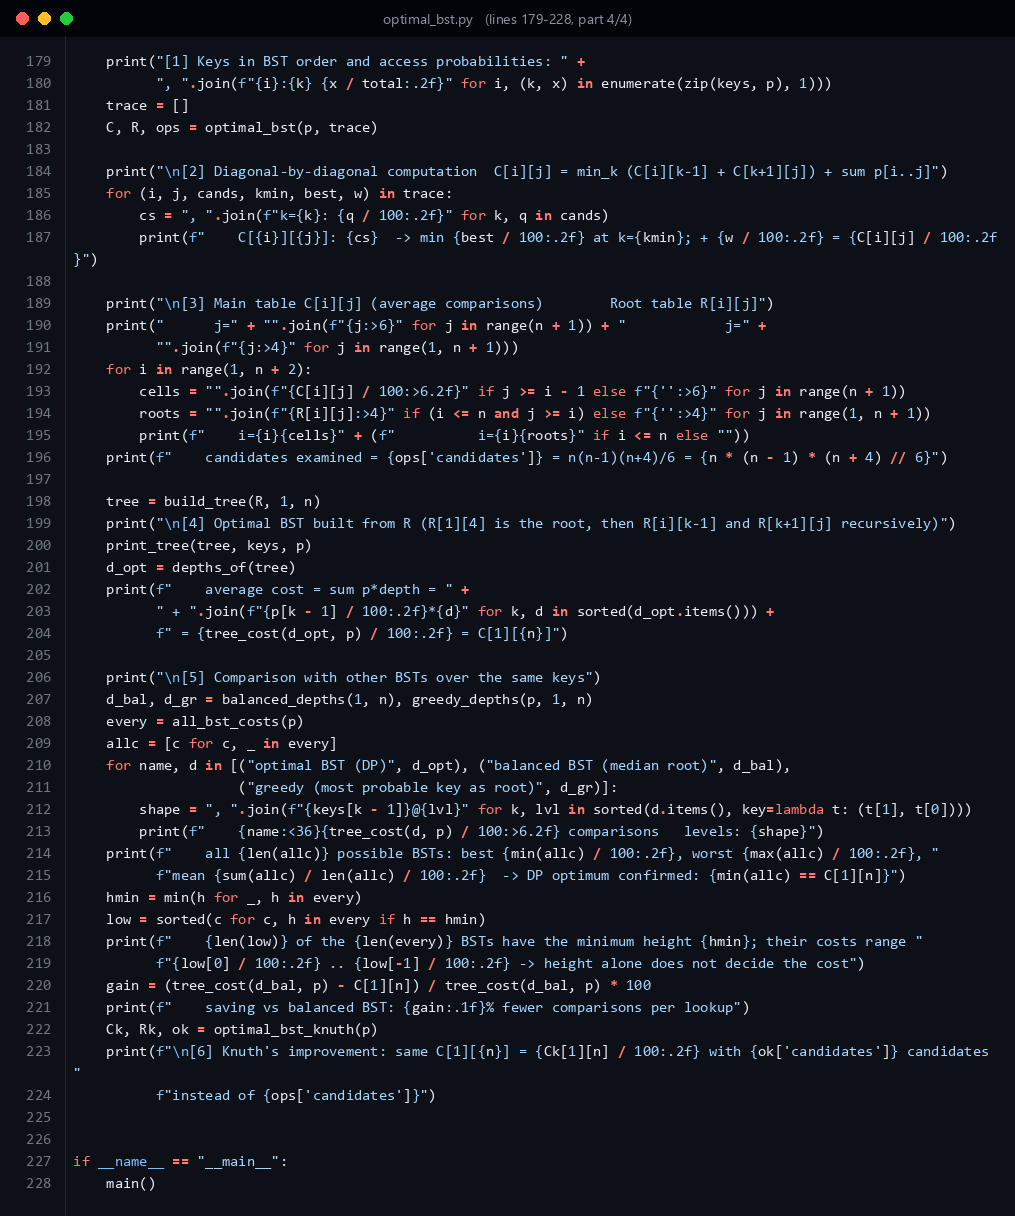 optimal_bst.py   (lines 179-228, part 4/4)
179      print("[1] Keys in BST order and access probabilities: " +
180            ", ".join(f"{i}:{k} {x / total:.2f}" for i, (k, x) in enumerate(zip(keys, p), 1)))
181      trace = []
182      C, R, ops = optimal_bst(p, trace)
183
184      print("\n[2] Diagonal-by-diagonal computation  C[i][j] = min_k (C[i][k-1] + C[k+1][j]) + sum p[i..j]")
185      for (i, j, cands, kmin, best, w) in trace:
186          cs = ", ".join(f"k={k}: {q / 100:.2f}" for k, q in cands)
187          print(f"    C[{i}][{j}]: {cs}  -> min {best / 100:.2f} at k={kmin}; + {w / 100:.2f} = {C[i][j] / 100:.2f
}")
188
189      print("\n[3] Main table C[i][j] (average comparisons)        Root table R[i][j]")
190      print("      j=" + "".join(f"{j:>6}" for j in range(n + 1)) + "            j=" +
191            "".join(f"{j:>4}" for j in range(1, n + 1)))
192      for i in range(1, n + 2):
193          cells = "".join(f"{C[i][j] / 100:>6.2f}" if j >= i - 1 else f"{'':>6}" for j in range(n + 1))
194          roots = "".join(f"{R[i][j]:>4}" if (i <= n and j >= i) else f"{'':>4}" for j in range(1, n + 1))
195          print(f"    i={i}{cells}" + (f"          i={i}{roots}" if i <= n else ""))
196      print(f"    candidates examined = {ops['candidates']} = n(n-1)(n+4)/6 = {n * (n - 1) * (n + 4) // 6}")
197
198      tree = build_tree(R, 1, n)
199      print("\n[4] Optimal BST built from R (R[1][4] is the root, then R[i][k-1] and R[k+1][j] recursively)")
200      print_tree(tree, keys, p)
201      d_opt = depths_of(tree)
202      print(f"    average cost = sum p*depth = " +
203            " + ".join(f"{p[k - 1] / 100:.2f}*{d}" for k, d in sorted(d_opt.items())) +
204            f" = {tree_cost(d_opt, p) / 100:.2f} = C[1][{n}]")
205
206      print("\n[5] Comparison with other BSTs over the same keys")
207      d_bal, d_gr = balanced_depths(1, n), greedy_depths(p, 1, n)
208      every = all_bst_costs(p)
209      allc = [c for c, _ in every]
210      for name, d in [("optimal BST (DP)", d_opt), ("balanced BST (median root)", d_bal),
211                      ("greedy (most probable key as root)", d_gr)]:
212          shape = ", ".join(f"{keys[k - 1]}@{lvl}" for k, lvl in sorted(d.items(), key=lambda t: (t[1], t[0])))
213          print(f"    {name:<36}{tree_cost(d, p) / 100:>6.2f} comparisons   levels: {shape}")
214      print(f"    all {len(allc)} possible BSTs: best {min(allc) / 100:.2f}, worst {max(allc) / 100:.2f}, "
215            f"mean {sum(allc) / len(allc) / 100:.2f}  -> DP optimum confirmed: {min(allc) == C[1][n]}")
216      hmin = min(h for _, h in every)
217      low = sorted(c for c, h in every if h == hmin)
218      print(f"    {len(low)} of the {len(every)} BSTs have the minimum height {hmin}; their costs range "
219            f"{low[0] / 100:.2f} .. {low[-1] / 100:.2f} -> height alone does not decide the cost")
220      gain = (tree_cost(d_bal, p) - C[1][n]) / tree_cost(d_bal, p) * 100
221      print(f"    saving vs balanced BST: {gain:.1f}% fewer comparisons per lookup")
222      Ck, Rk, ok = optimal_bst_knuth(p)
223      print(f"\n[6] Knuth's improvement: same C[1][{n}] = {Ck[1][n] / 100:.2f} with {ok['candidates']} candidates
"
224            f"instead of {ops['candidates']}")
225
226
227  if __name__ == "__main__":
228      main()